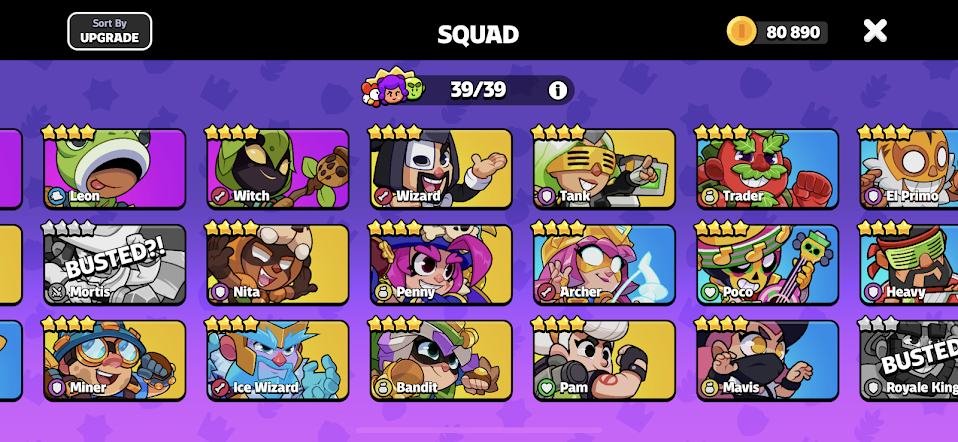 Sort By
UPGRADE
SQUAD
80 890
39/39
i
Leon
Witch
Wizard
Tank
Trader
El Primo
BUSTED?!
Mortis
Nita
Penny
Archer
Poco
Heavy
Miner
Ice Wizard
Bandit
Pam
Mavis
BUSTED
Royale King